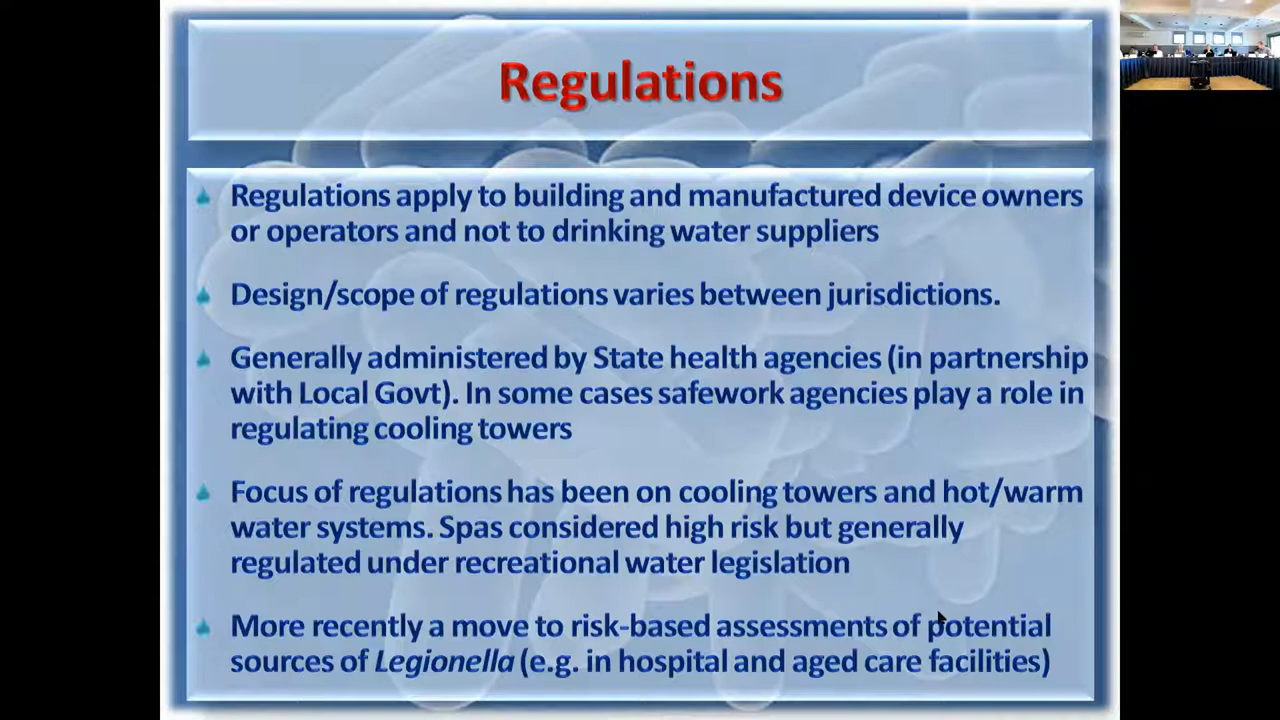 Regulations
Regulations apply to building and manufactured device owners
or operators and not to drinking water suppliers
Design/scope of regulations varies between jurisdictions.
Generally administered by State health agencies (in partnership
with Local Govt). In some cases safework agencies play a role in
regulating cooling towers
Focus of regulations has been on cooling towers and hot/warm
water systems. Spas considered high risk but generally
regulated under recreational water legislation
More recently a move to risk-based assessments of potential
sources of Legionella (e.g. in hospital and aged care facilities)